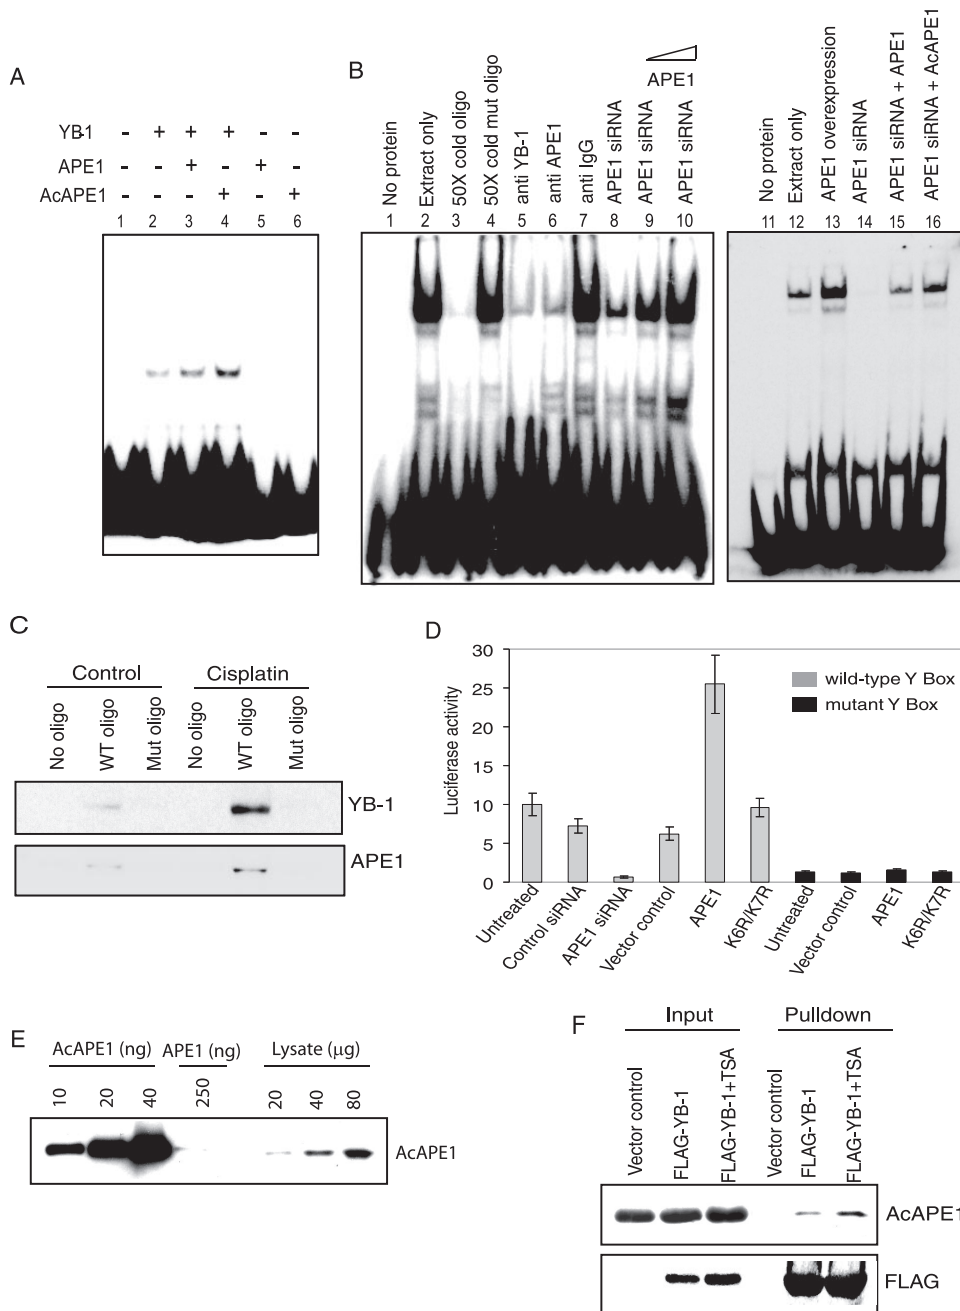 A
YB-1 - + + + - -
APE1 - - + - + -
AcAPE1 - - - + - +
1 2 3 4 5 6
B
APE1
No protein
Extract only
50X cold oligo
50X cold mut oligo
anti YB-1
anti APE1
anti IgG
APE1 siRNA
APE1 siRNA
APE1 siRNA
1 2 3 4 5 6 7 8 9 10
No protein
Extract only
APE1 overexpression
APE1 siRNA
APE1 siRNA + APE1
APE1 siRNA + AcAPE1
11 12 13 14 15 16
C
Control Cisplatin
No oligo
WT oligo
Mut oligo
No oligo
WT oligo
Mut oligo
YB-1
APE1
D
Luciferase activity
30
25
20
15
10
5
0
wild-type Y Box
mutant Y Box
Untreated
Control siRNA
APE1 siRNA
Vector control
APE1
K6R/K7R
Untreated
Vector control
APE1
K6R/K7R
E
AcAPE1 (ng) APE1 (ng) Lysate (µg)
10 20 40 250 20 40 80
AcAPE1
F
Input Pulldown
Vector control
FLAG-YB-1
FLAG-YB-1+TSA
Vector control
FLAG-YB-1
FLAG-YB-1+TSA
AcAPE1
FLAG